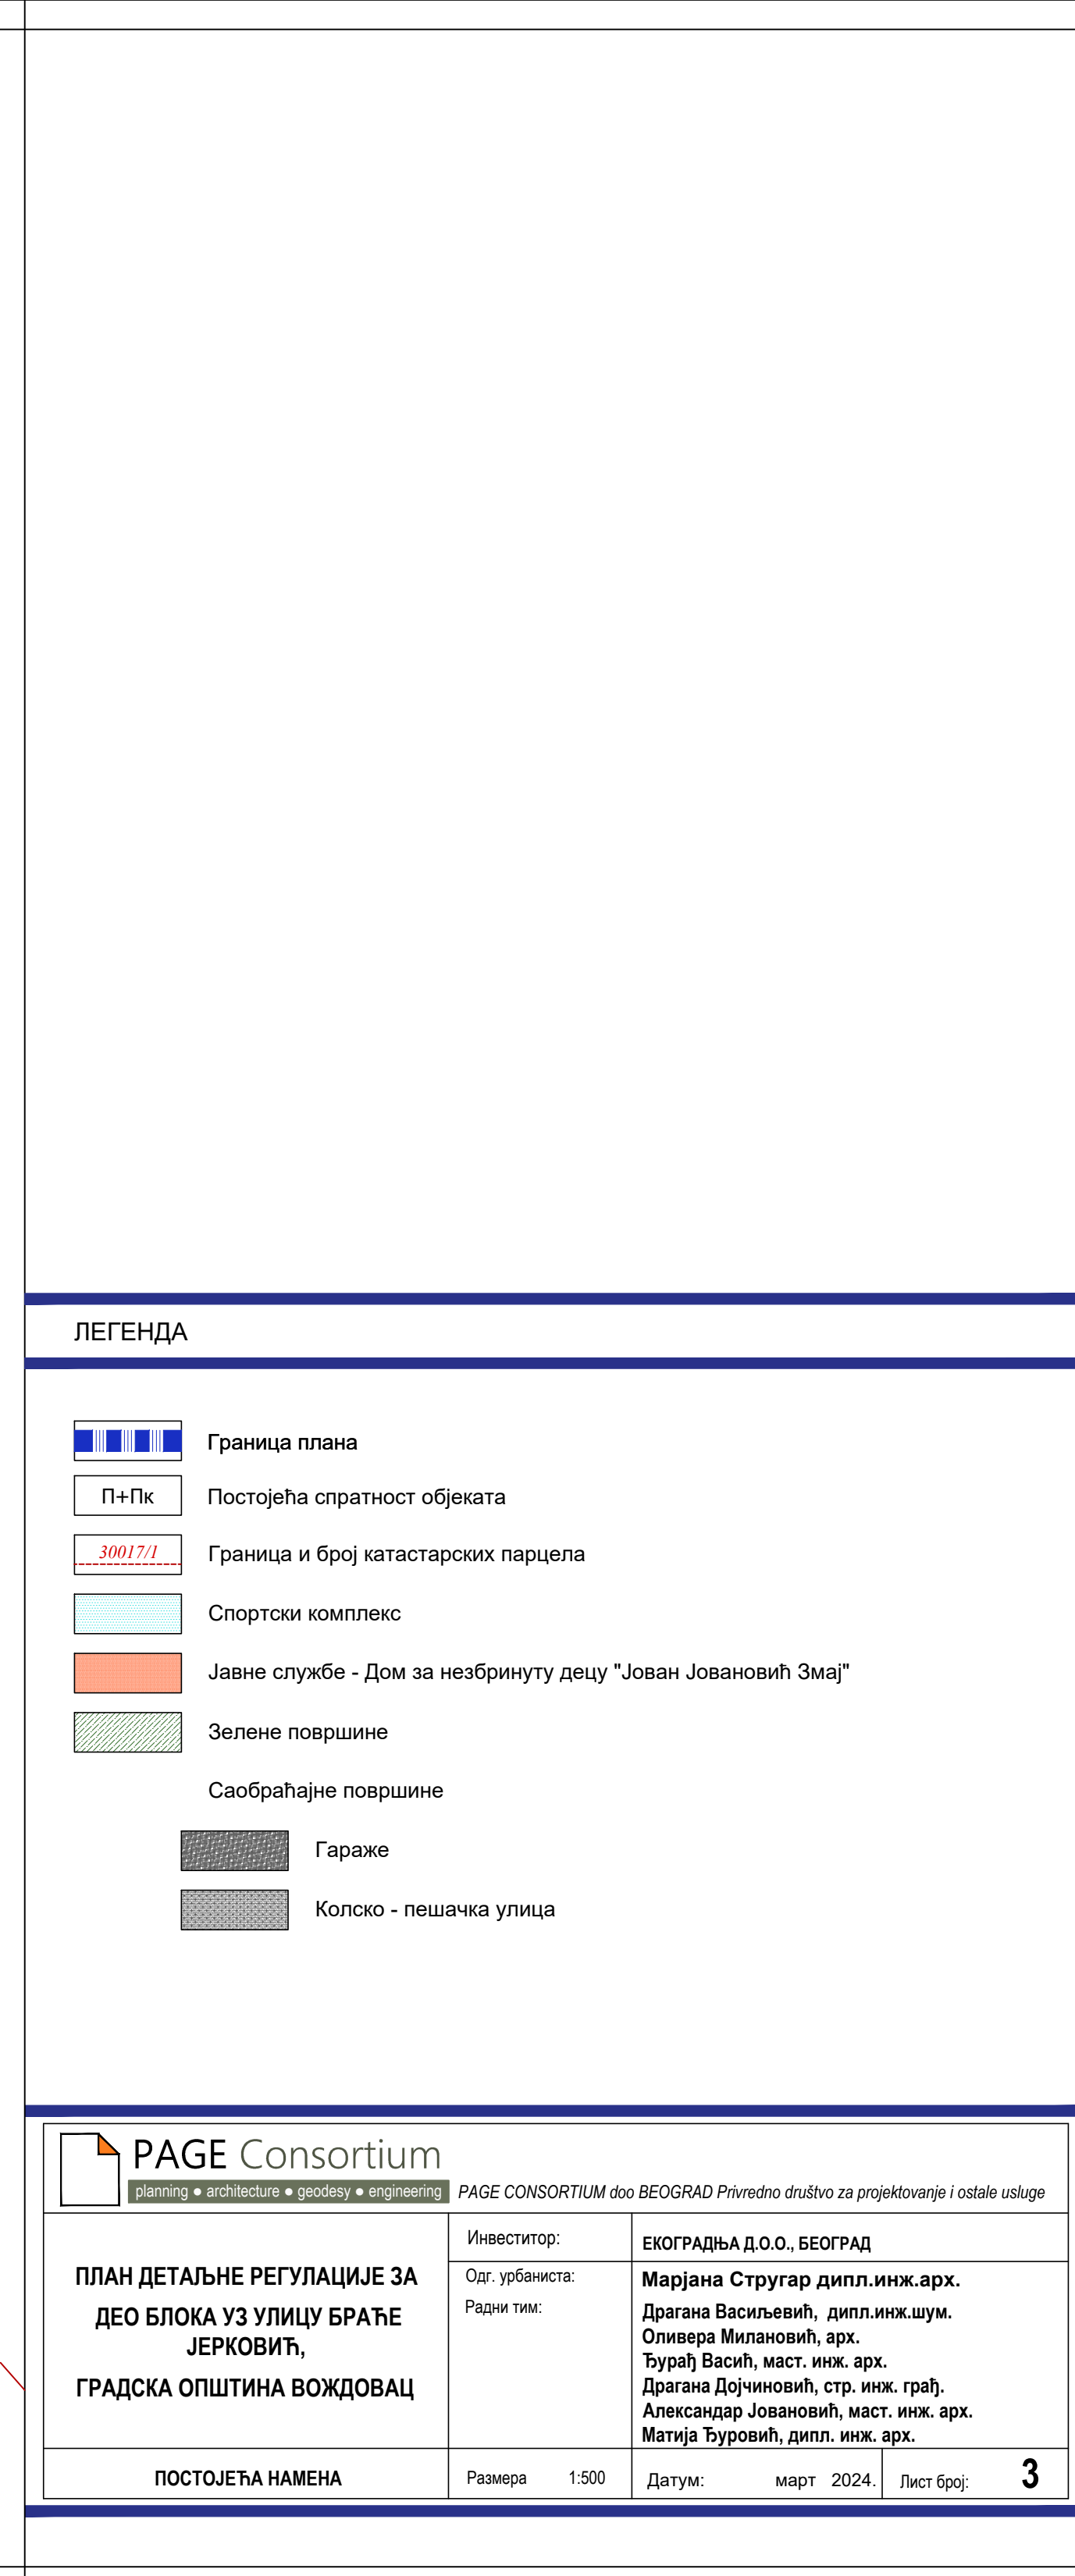 ЛЕГЕНДА
Граница плана
П+Пк
Постојећа спратност објеката
30017/1
Граница и број катастарских парцела
Спортски комплекс
Јавне службе - Дом за незбринуту децу "Јован Јовановић Змај"
Зелене површине
Саобраћајне површине
Гараже
Колско - пешачка улица
PAGE Consortium
planning ● architecture ● geodesy ● engineering
PAGE CONSORTIUM doo BEOGRAD Privredno društvo za projektovanje i ostale usluge
ПЛАН ДЕТАЉНЕ РЕГУЛАЦИЈЕ ЗА
ДЕО БЛОКА УЗ УЛИЦУ БРАЋЕ
ЈЕРКОВИЋ,
ГРАДСКА ОПШТИНА ВОЖДОВАЦ
Инвеститор:
ЕКОГРАДЊА Д.О.О., БЕОГРАД
Одг. урбаниста:
Марјана Стругар дипл.инж.арх.
Радни тим:
Драгана Васиљевић, дипл.инж.шум.
Оливера Милановић, арх.
Ђурађ Васић, маст. инж. арх.
Драгана Дојчиновић, стр. инж. грађ.
Александар Јовановић, маст. инж. арх.
Матија Ђуровић, дипл. инж. арх.
ПОСТОЈЕЋА НАМЕНА
Размера 1:500
Датум: март 2024.
Лист број: 3